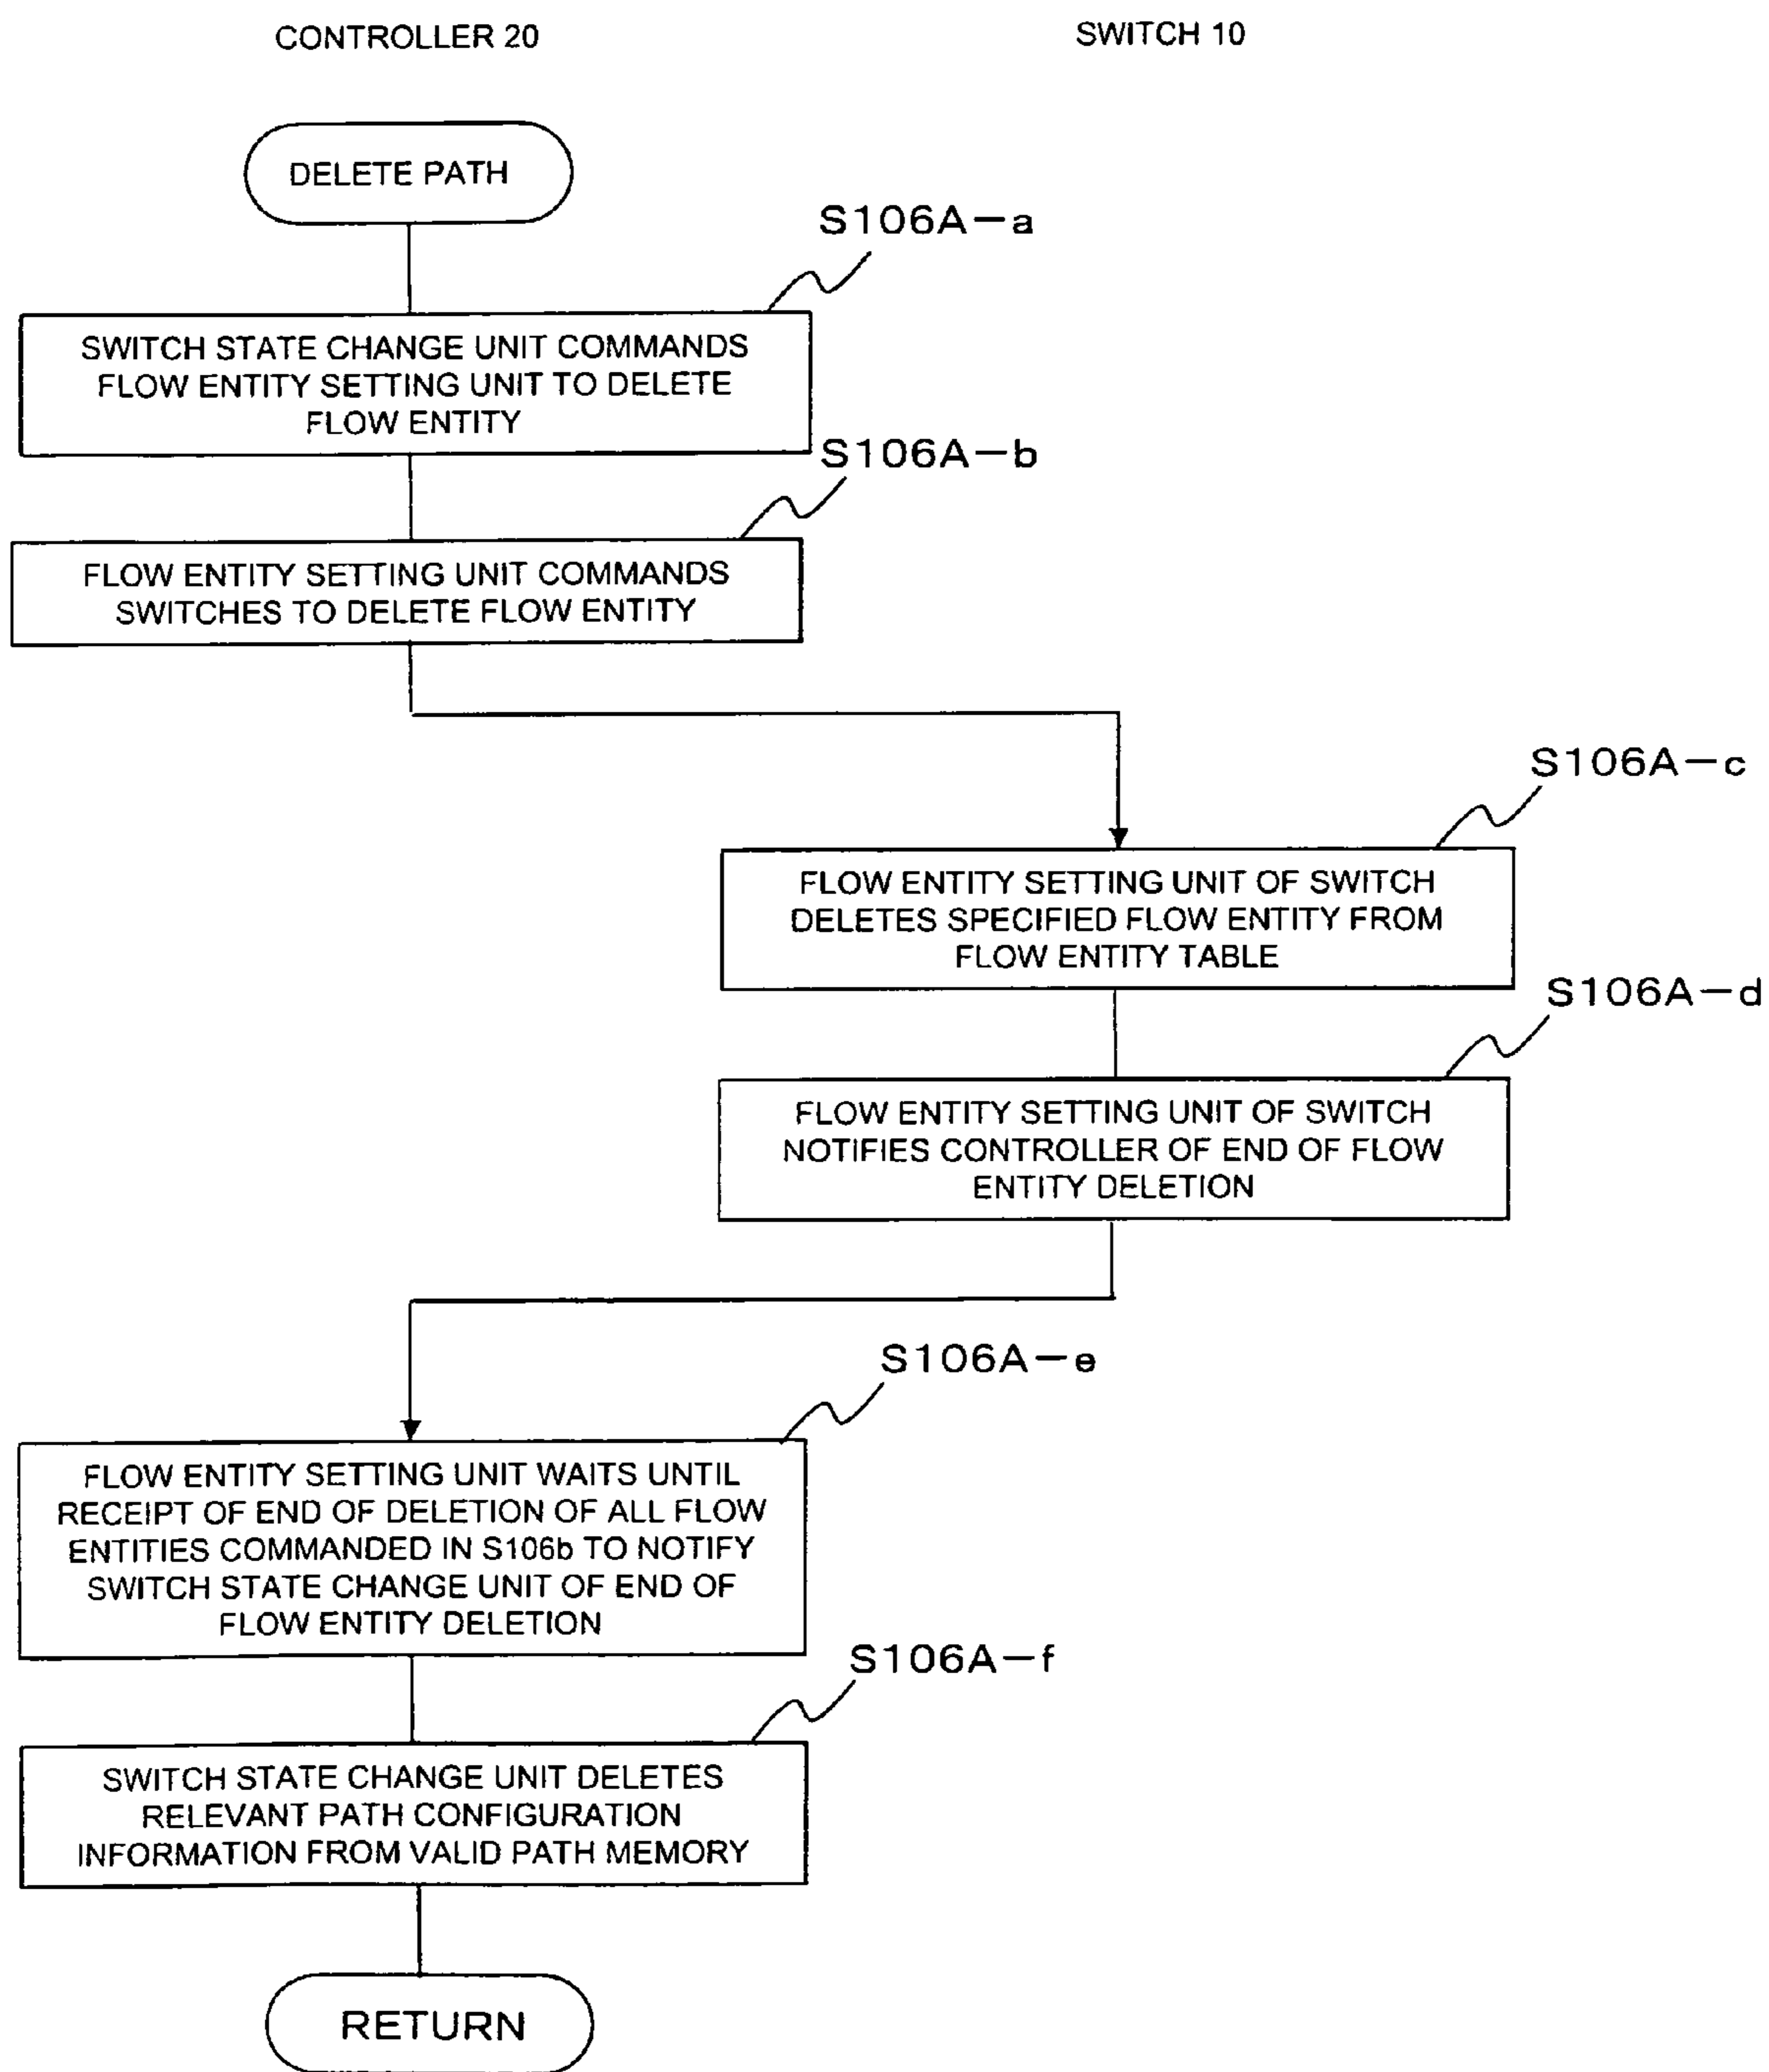 CONTROLLER 20
SWITCH 10
DELETE PATH
S106A-a
SWITCH STATE CHANGE UNIT COMMANDS
FLOW ENTITY SETTING UNIT TO DELETE
FLOW ENTITY
S106A-b
FLOW ENTITY SETTING UNIT COMMANDS
SWITCHES TO DELETE FLOW ENTITY
S106A-c
FLOW ENTITY SETTING UNIT OF SWITCH
DELETES SPECIFIED FLOW ENTITY FROM
FLOW ENTITY TABLE
S106A-d
FLOW ENTITY SETTING UNIT OF SWITCH
NOTIFIES CONTROLLER OF END OF FLOW
ENTITY DELETION
S106A-e
FLOW ENTITY SETTING UNIT WAITS UNTIL
RECEIPT OF END OF DELETION OF ALL FLOW
ENTITIES COMMANDED IN S106b TO NOTIFY
SWITCH STATE CHANGE UNIT OF END OF
FLOW ENTITY DELETION
S106A-f
SWITCH STATE CHANGE UNIT DELETES
RELEVANT PATH CONFIGURATION
INFORMATION FROM VALID PATH MEMORY
RETURN